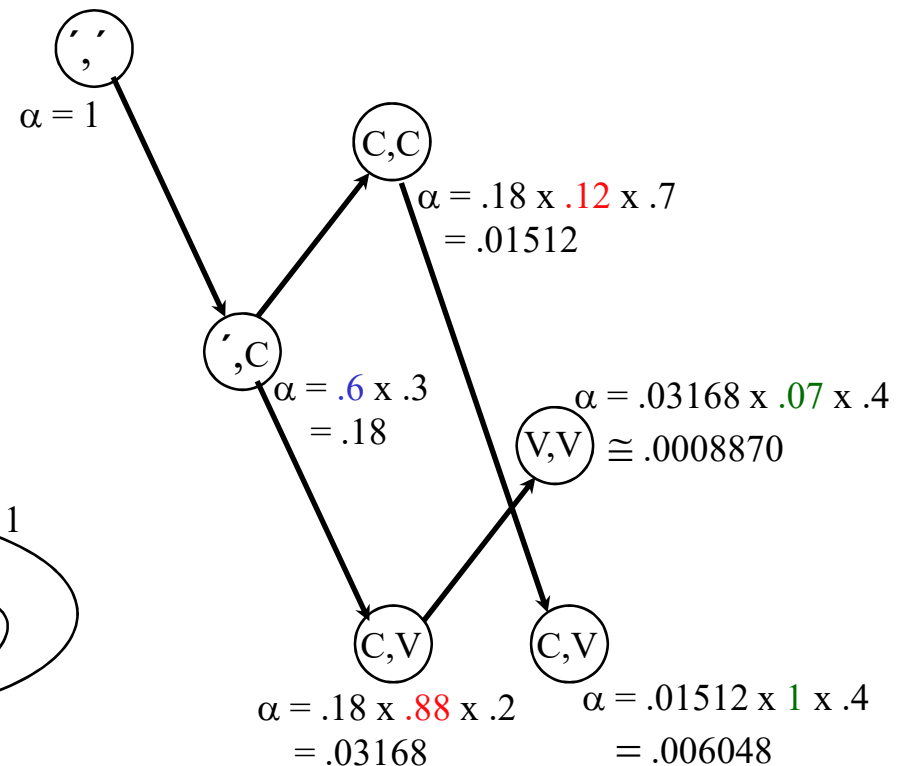 ´,´
α = 1
C,C
α = .18 x .12 x .7
= .01512
´,C
α = .6 x .3
= .18
α = .03168 x .07 x .4
V,V
≅ .0008870
1
C,V
C,V
α = .18 x .88 x .2
= .03168
α = .01512 x 1 x .4
= .006048